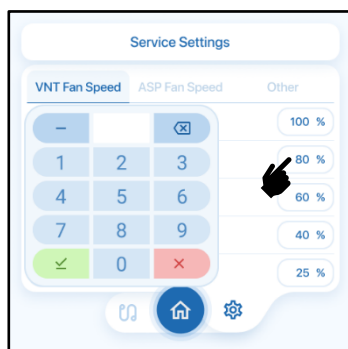 Service Settings
VNT Fan Speed ASP Fan Speed Other
100 %
1 2 3 80 %
4 5 6 60 %
7 8 9 40 %
0 25 %